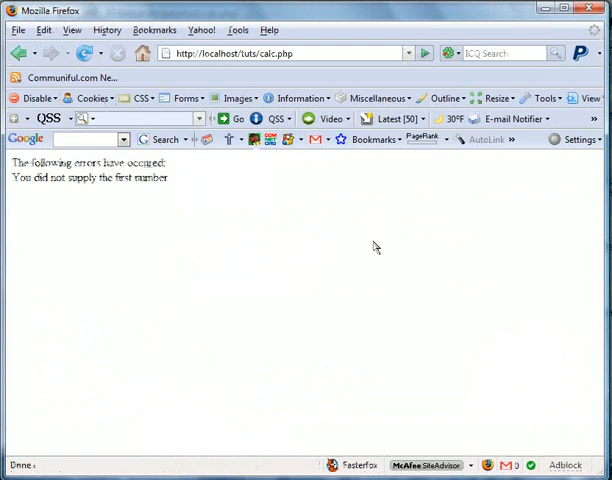 Mozilla Firefox
File Edit View History Bookmarks Yahoo! Tools Help
http://localhost/tuts/calc.php ICQ Search
Communiful.com Ne...
Disable Cookies CSS Forms Images Information Miscellaneous Outline Resize Tools View
QSS Go QSS Video Latest [50] 30°F E-mail Notifier
Google G Search PageRank Bookmarks AutoLink Settings
The following errors have occured:
You did not supply the first number
Done Fasterfox McAfee SiteAdvisor 0 Adblock